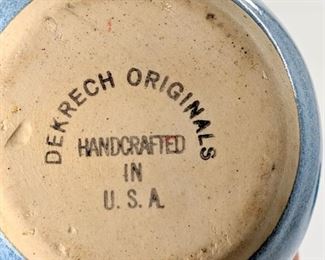 DEKRECH ORIGINALS
HANDCRAFTED
IN
U.S.A.